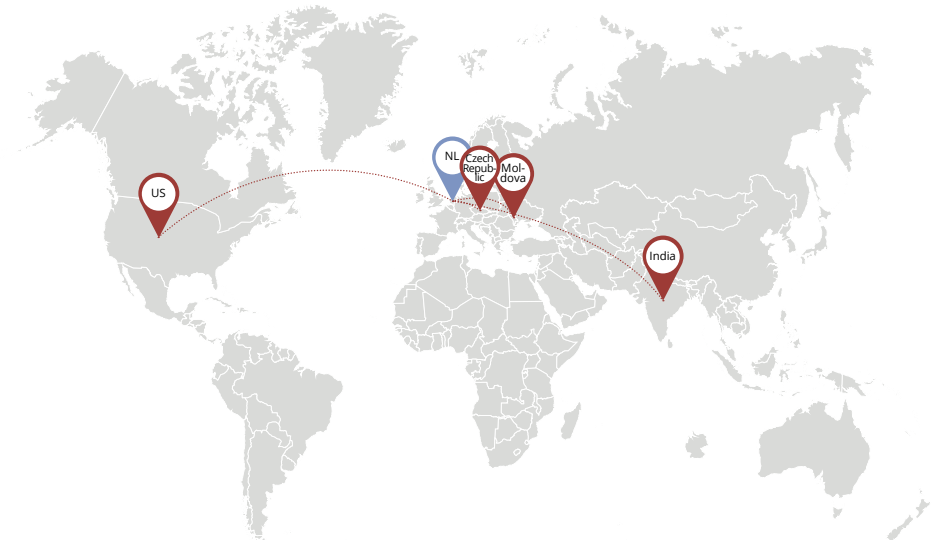 US
NL
Czech
Repub-
lic
Mol-
dova
India